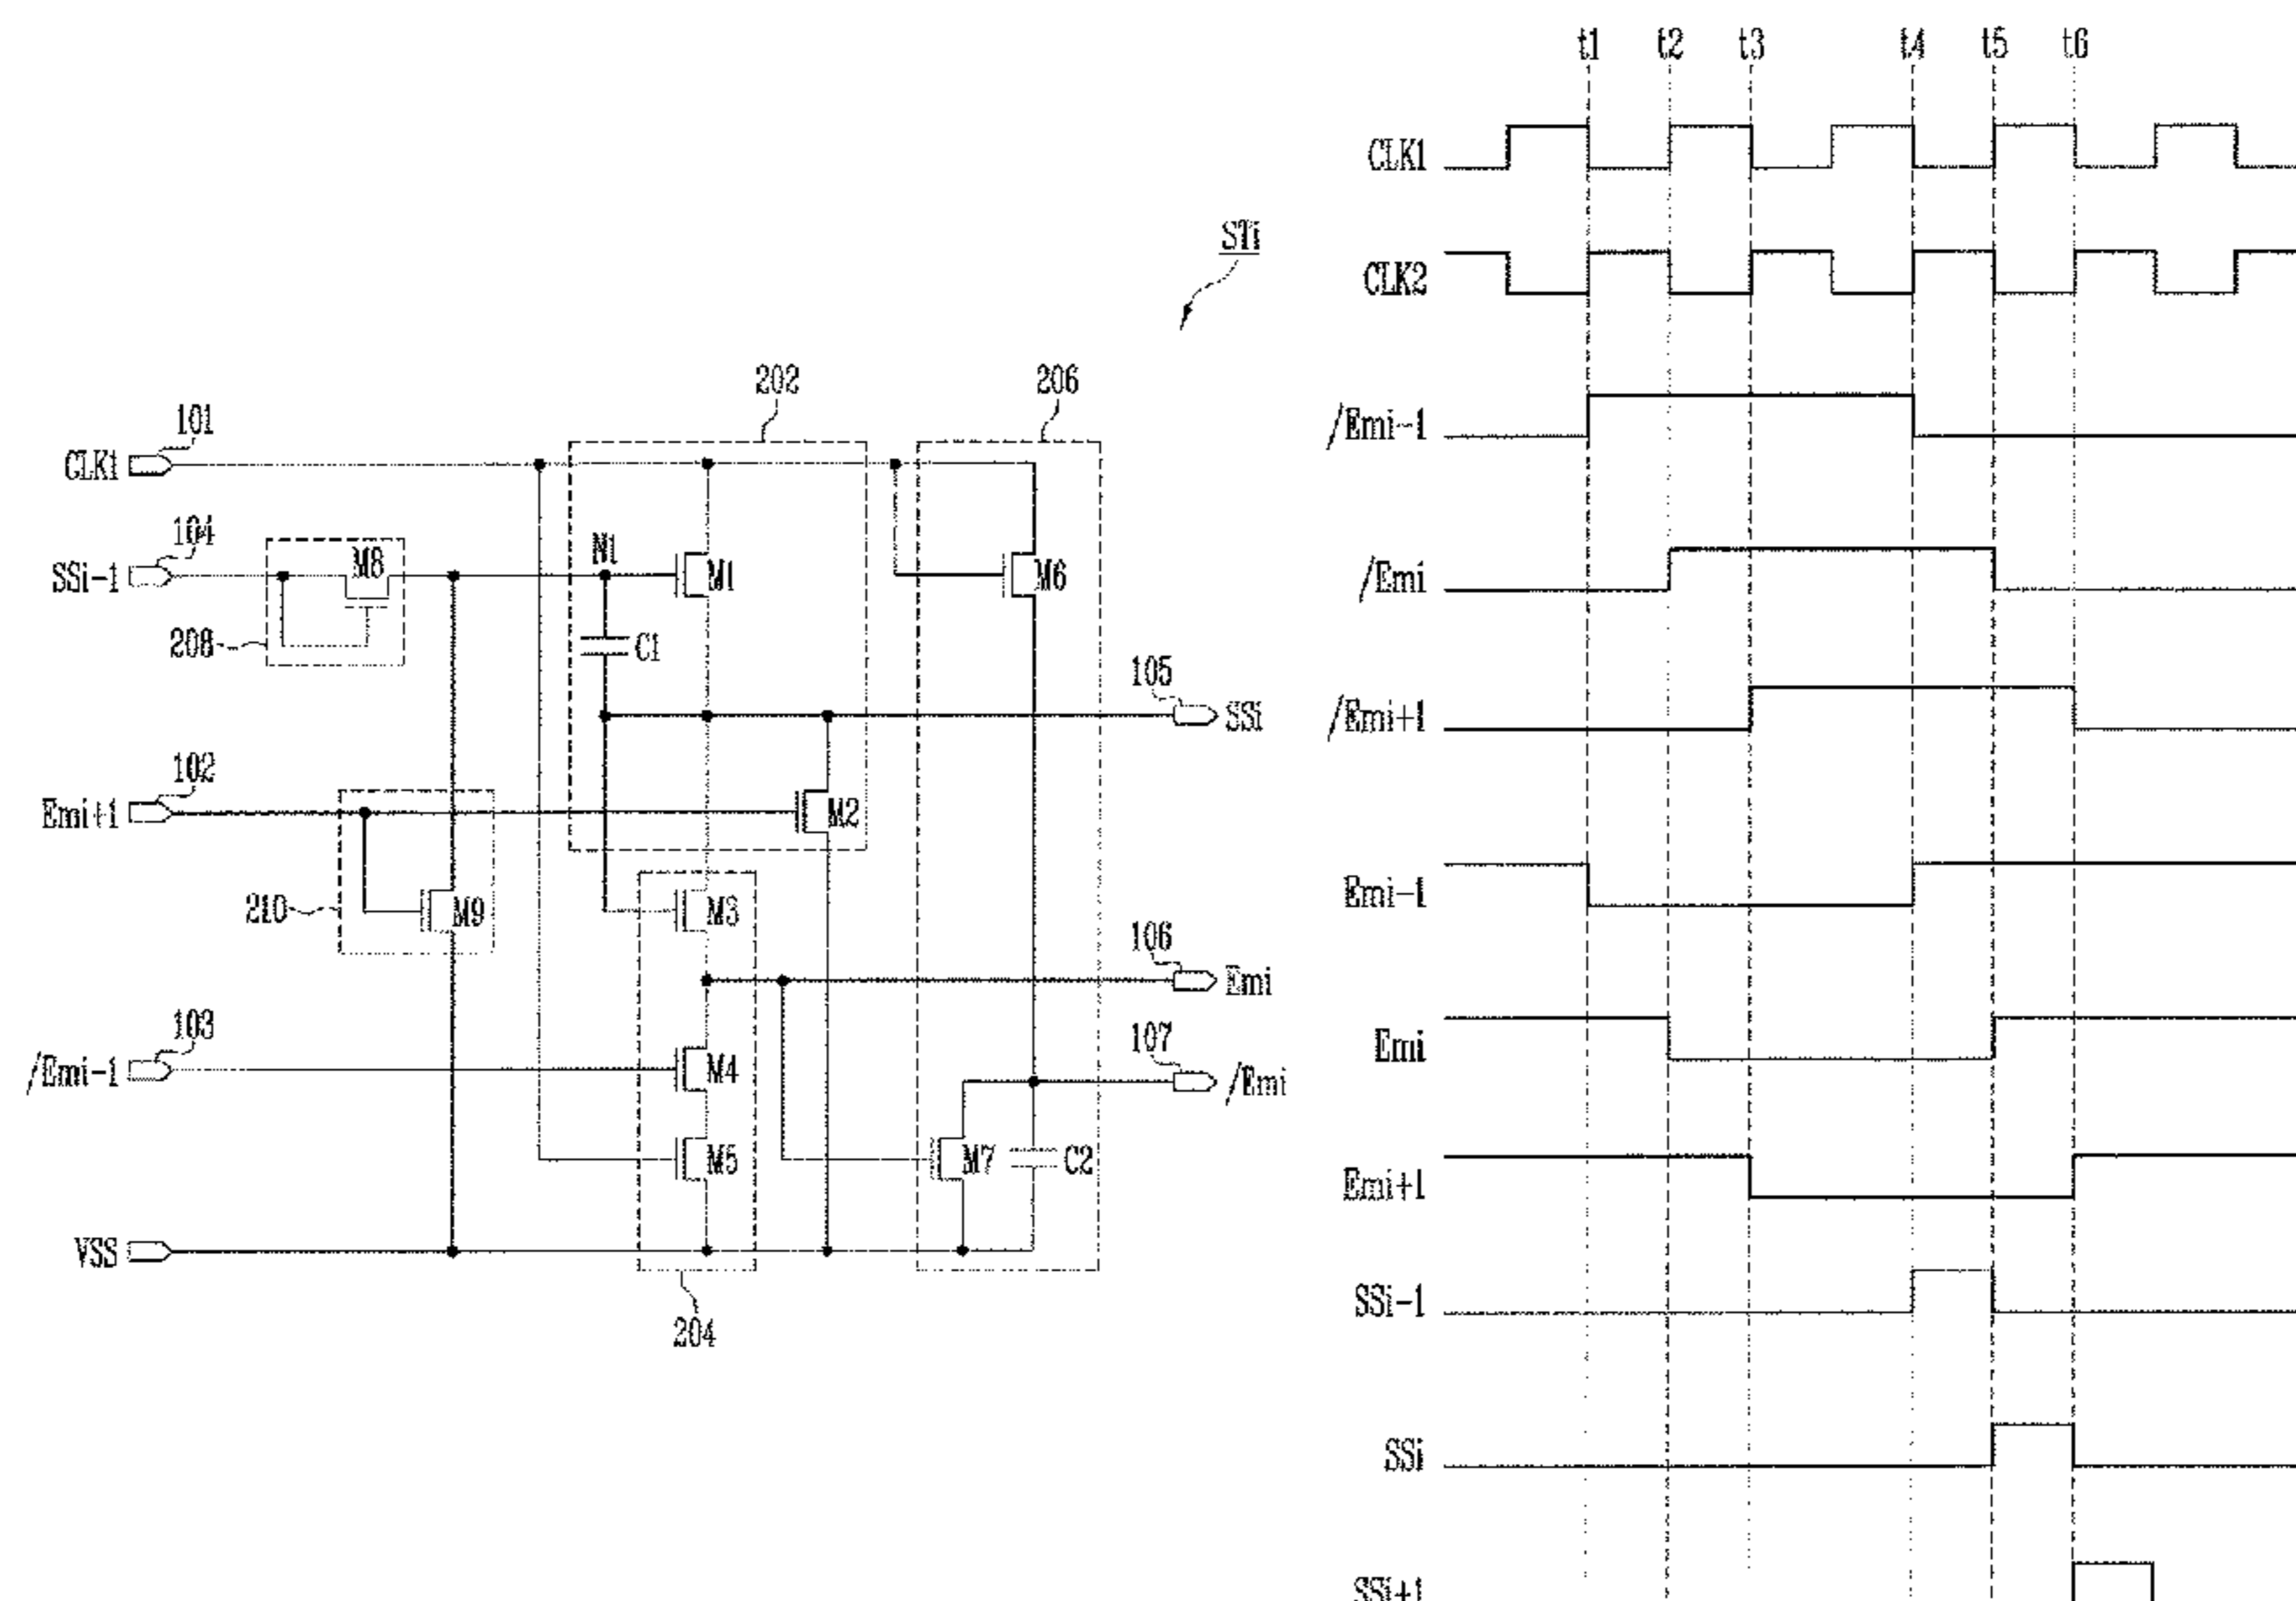 STi
202
206
101
CLK1
104
SSi-1
M8
N1
M1
M6
208
C1
105
SSi
102
Emi+1
M2
210
M9
M3
106
Emi
103
/Emi-1
M4
107
/Emi
M5
M7
C2
VSS
204
t1 t2 t3 t4 t5 t6
CLK1
CLK2
/Emi-1
/Emi
/Emi+1
Emi-1
Emi
Emi+1
SSi-1
SSi
SSi+1